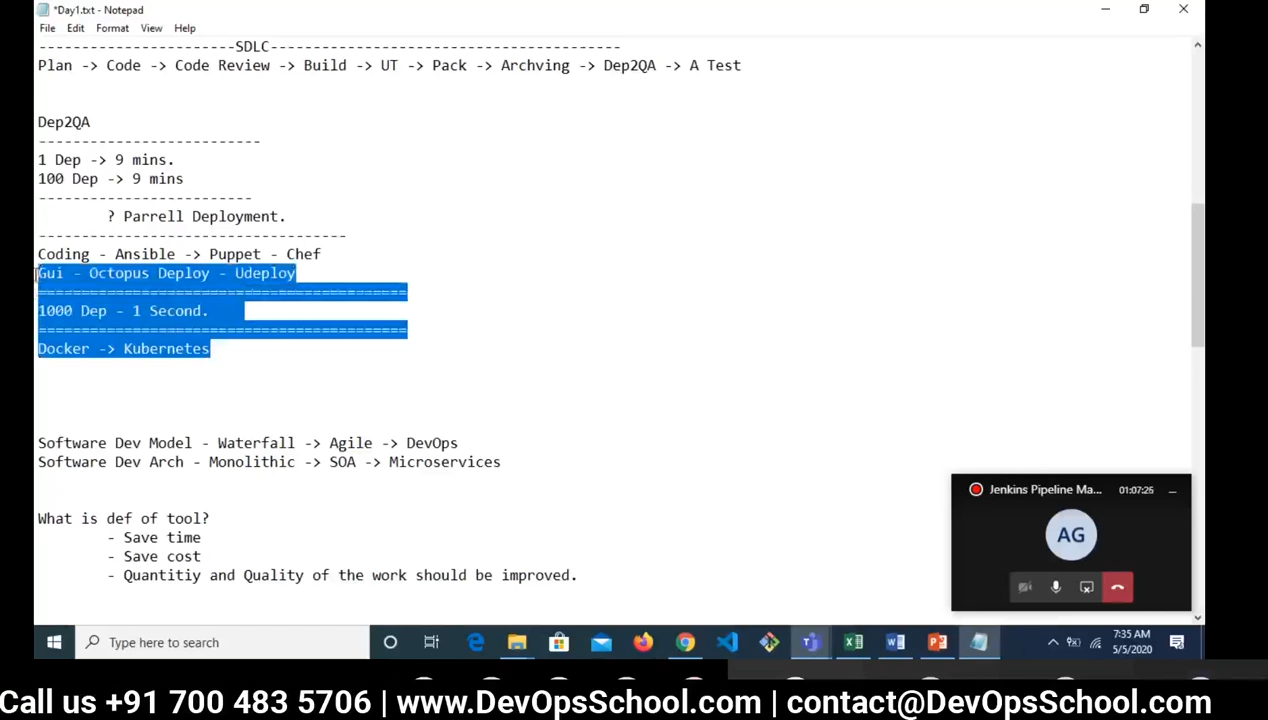 *Day1.txt - Notepad
File Edit Format View Help
-----------------------SDLC-----------------------------------------
Plan -> Code -> Code Review -> Build -> UT -> Pack -> Archving -> Dep2QA -> A Test
Dep2QA
--------------------------
1 Dep -> 9 mins.
100 Dep -> 9 mins
-------------------------
? Parrell Deployment.
------------------------------------
Coding - Ansible -> Puppet - Chef
Gui - Octopus Deploy - Udeploy
===========================================
1000 Dep - 1 Second.
===========================================
Docker -> Kubernetes
Software Dev Model - Waterfall -> Agile -> DevOps
Software Dev Arch - Monolithic -> SOA -> Microservices
What is def of tool?
- Save time
- Save cost
- Quantitiy and Quality of the work should be improved.
Jenkins Pipeline Ma... 01:07:25
AG
Type here to search
7:35 AM
5/5/2020
Call us +91 700 483 5706 | www.DevOpsSchool.com | contact@DevOpsSchool.com